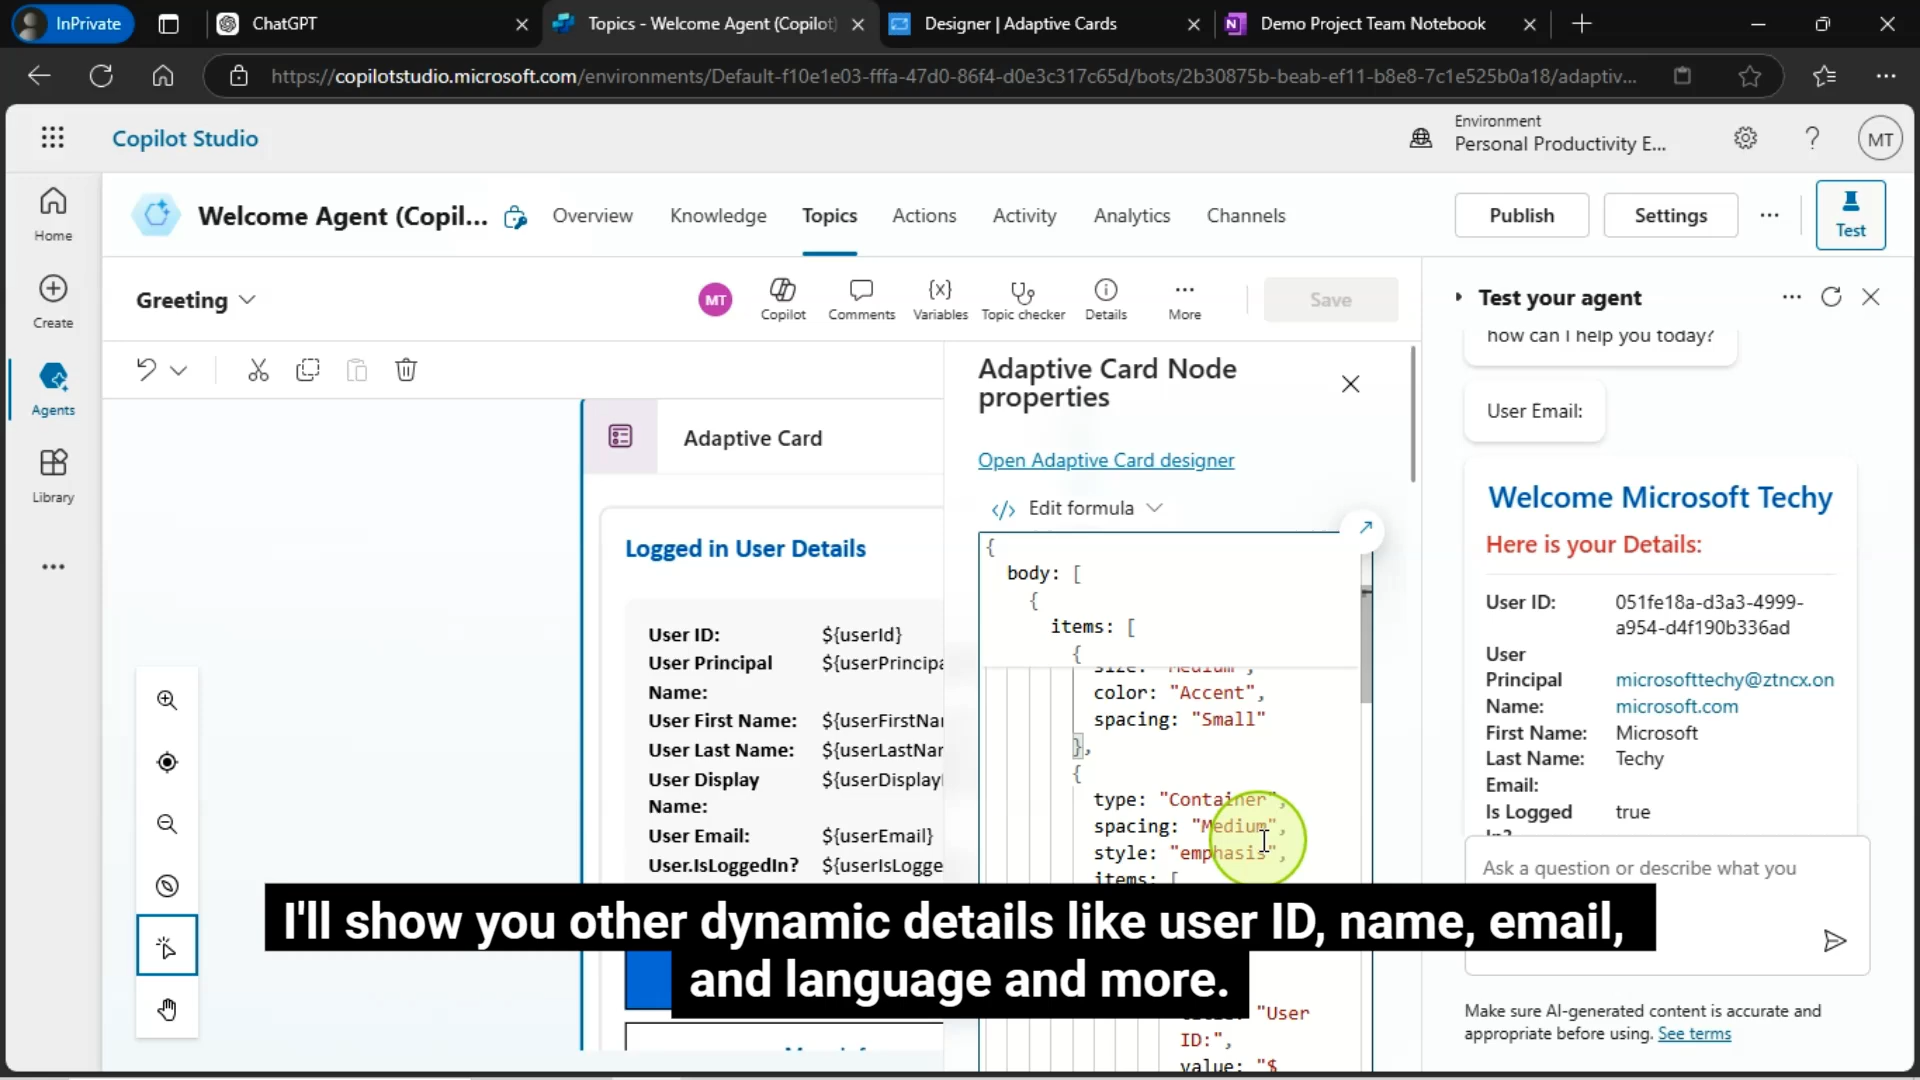 InPrivate
ChatGPT
Topics - Welcome Agent (Copilot)
Designer | Adaptive Cards
Demo Project Team Notebook
https://copilotstudio.microsoft.com/environments/Default-f10e1e03-fffa-47d0-86f4-d0e3c317c65d/bots/2b30875b-beab-ef11-b8e8-7c1e525b0a18/adaptiv...
Copilot Studio
Environment
Personal Productivity E...
MT
Home
Create
Agents
Library
Welcome Agent (Copil...
Overview
Knowledge
Topics
Actions
Activity
Analytics
Channels
Publish
Settings
Test
Greeting
MT
Copilot
Comments
Variables
Topic checker
Details
More
Save
Adaptive Card
Logged in User Details
User ID: ${userId}
User Principal ${userPrincipa
Name:
User First Name: ${userFirstNa
User Last Name: ${userLastNar
User Display ${userDisplay
Name:
User Email: ${userEmail}
User.IsLoggedIn? ${userIsLogge
Adaptive Card Node
properties
Open Adaptive Card designer
</> Edit formula
{
body: [
{
items: [
{
size: "Medium",
color: "Accent",
spacing: "Small"
},
{
type: "Container",
spacing: "Medium",
style: "emphasis",
items: [
"User
ID:",
value: "$
Test your agent
how can I help you today?
User Email:
Welcome Microsoft Techy
Here is your Details:
User ID: 051fe18a-d3a3-4999-
a954-d4f190b336ad
User
Principal microsofttechy@ztncx.on
Name: microsoft.com
First Name: Microsoft
Last Name: Techy
Email:
Is Logged true
In?
Ask a question or describe what you
Make sure AI-generated content is accurate and
appropriate before using. See terms
I'll show you other dynamic details like user ID, name, email,
and language and more.